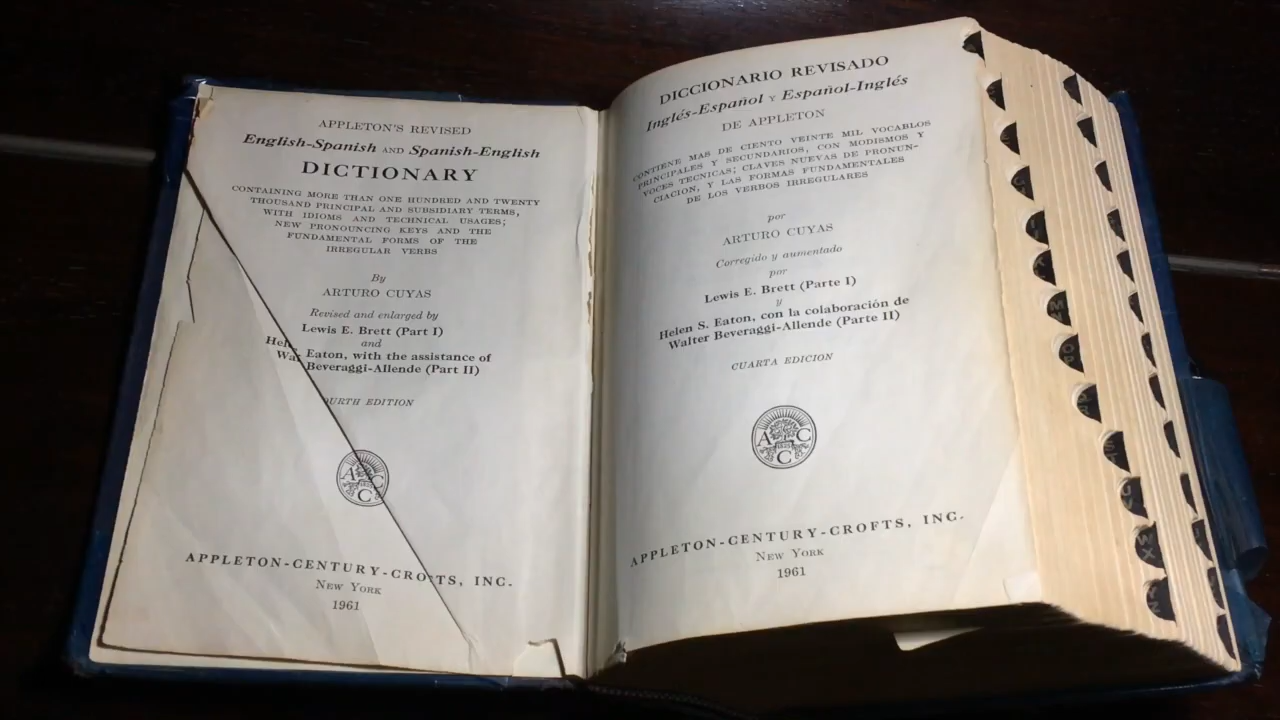 APPLETON'S REVISED
English-Spanish AND Spanish-English
DICTIONARY
CONTAINING MORE THAN ONE HUNDRED AND TWENTY
THOUSAND PRINCIPAL AND SUBSIDIARY TERMS,
WITH IDIOMS AND TECHNICAL USAGES;
NEW PRONOUNCING KEYS AND THE
FUNDAMENTAL FORMS OF THE
IRREGULAR VERBS
By
ARTURO CUYAS
Revised and enlarged by
Lewis E. Brett (Part I)
and
Eaton, with the assistance of
Beveraggi-Allende (Part II)
EDITION
A C
C
APPLETON-CENTURY-CROFTS, INC.
NEW YORK
1961
DICCIONARIO REVISADO
Inglés-Español Y Español-Inglés
DE APPLETON
CONTIENE MAS DE CIENTO VEINTE MIL VOCABLOS
PRINCIPALES Y SECUNDARIOS, CON MODISMOS Y
VOCES TECNICAS; CLAVES NUEVAS DE PRONUN-
CIACION, Y LAS FORMAS FUNDAMENTALES
DE LOS VERBOS IRREGULARES
por
ARTURO CUYAS
Corregido y aumentado
por
Lewis E. Brett (Parte I)
y
Helen S. Eaton, con la colaboración de
Walter Beveraggi-Allende (Parte II)
CUARTA EDICION
A C
1825
C
APPLETON-CENTURY-CROFTS, INC.
NEW YORK
1961
K
MN
OP
ST
WX
YZ